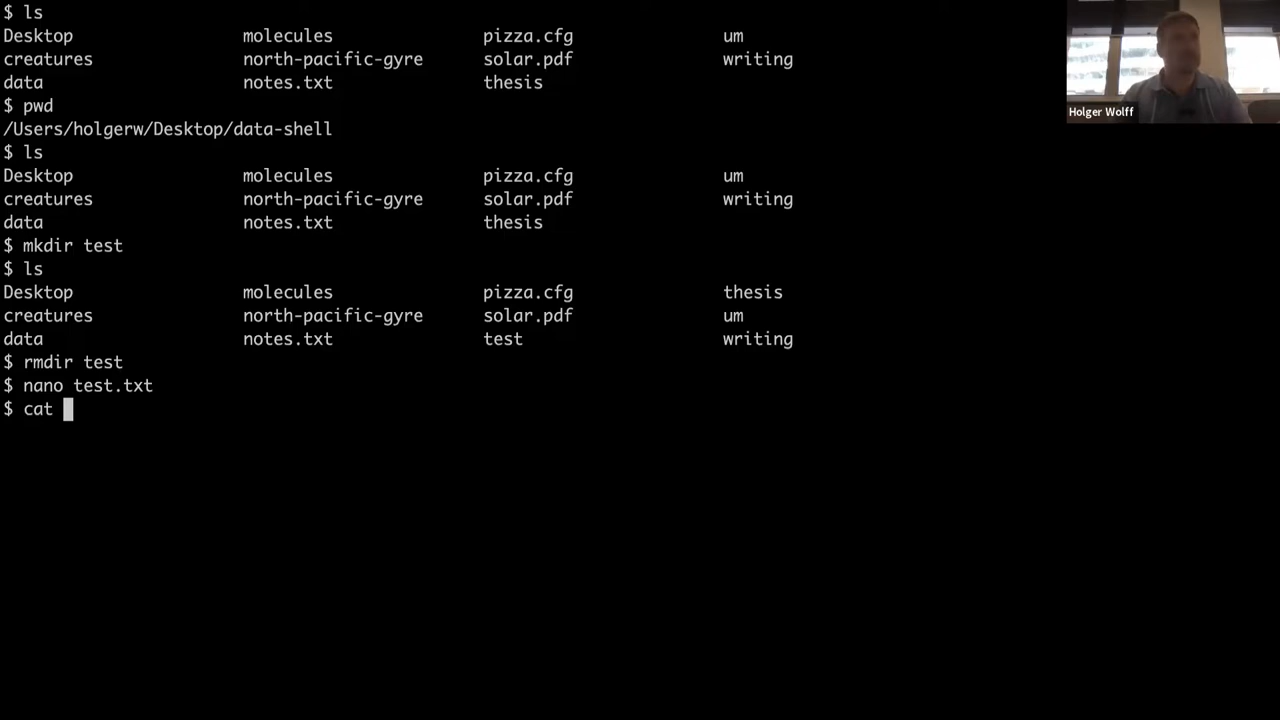 $ ls
Desktop molecules pizza.cfg um
creatures north-pacific-gyre solar.pdf writing
data notes.txt thesis
$ pwd
/Users/holgerw/Desktop/data-shell
$ ls
Desktop molecules pizza.cfg um
creatures north-pacific-gyre solar.pdf writing
data notes.txt thesis
$ mkdir test
$ ls
Desktop molecules pizza.cfg thesis
creatures north-pacific-gyre solar.pdf um
data notes.txt test writing
$ rmdir test
$ nano test.txt
$ cat
Holger Wolff